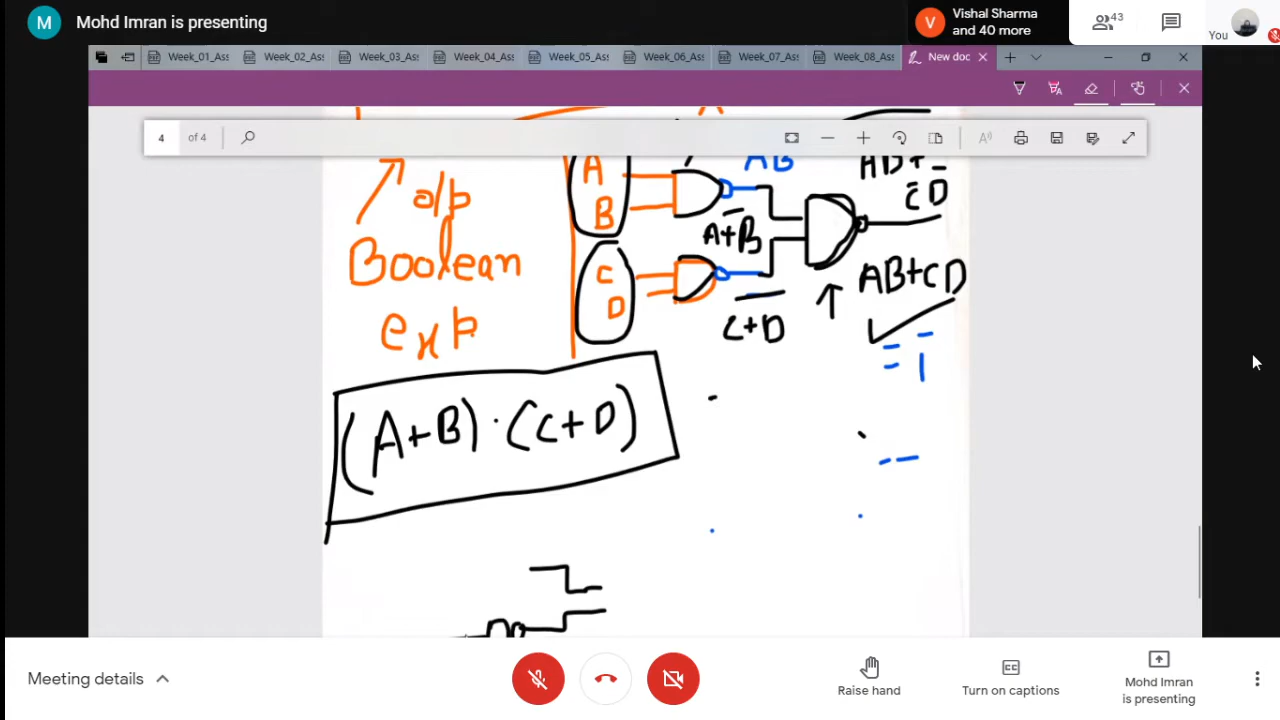 M Mohd Imran is presenting
V Vishal Sharma and 40 more
43
You
Week_01_Ass
Week_02_Ass
Week_03_Ass
Week_04_Ass
Week_05_Ass
Week_06_Ass
Week_07_Ass
Week_08_Ass
New doc
4 of 4
o/p
Boolean
exp
A
B
C
D
AB
A+B
C+D
AB+
CD
AB+CD
(A+B)·(C+D)
Meeting details
Raise hand
Turn on captions
Mohd Imran
is presenting